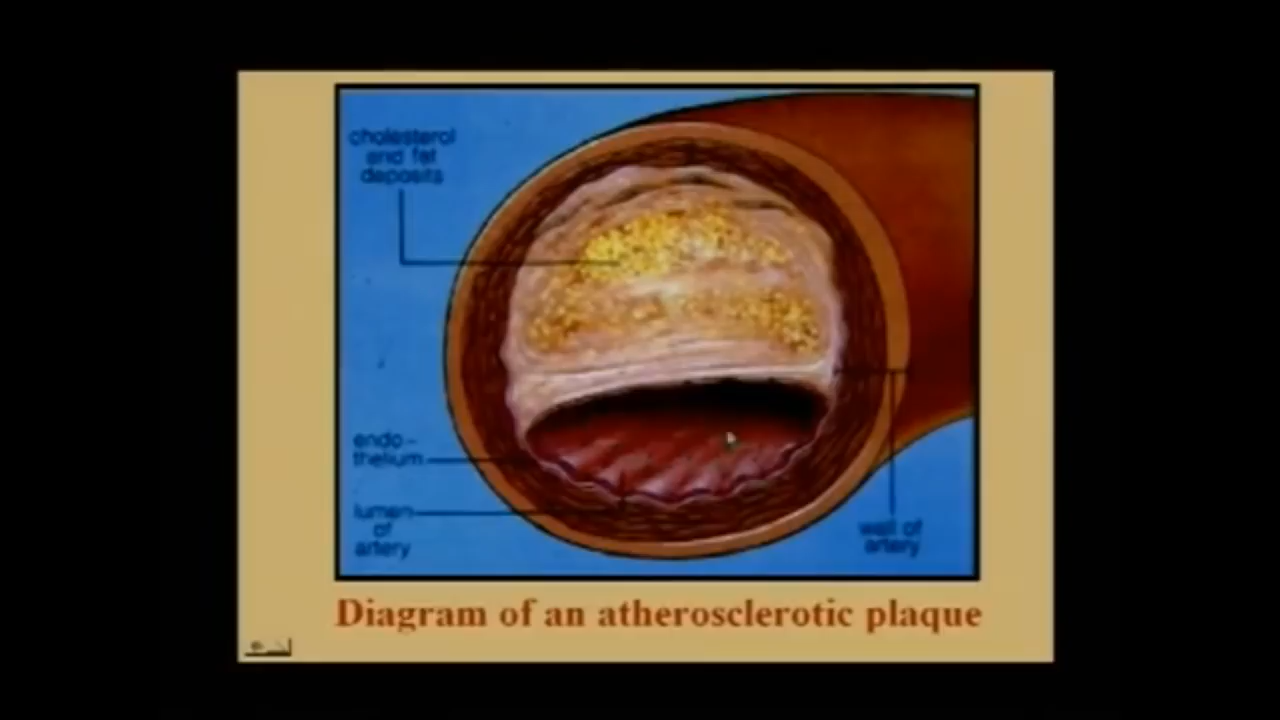 cholesterol
and fat
deposits
endo-
thelium
lumen
of
artery
wall of
artery
Diagram of an atherosclerotic plaque